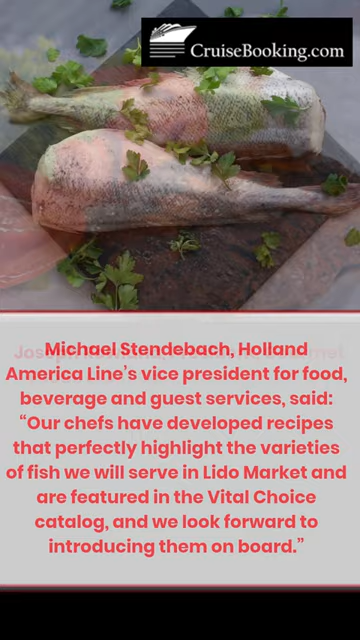 CruiseBooking.com
Michael Stendebach, Holland
America Line's vice president for food,
beverage and guest services, said:
“Our chefs have developed recipes
that perfectly highlight the varieties
of fish we will serve in Lido Market and
are featured in the Vital Choice
catalog, and we look forward to
introducing them on board.”